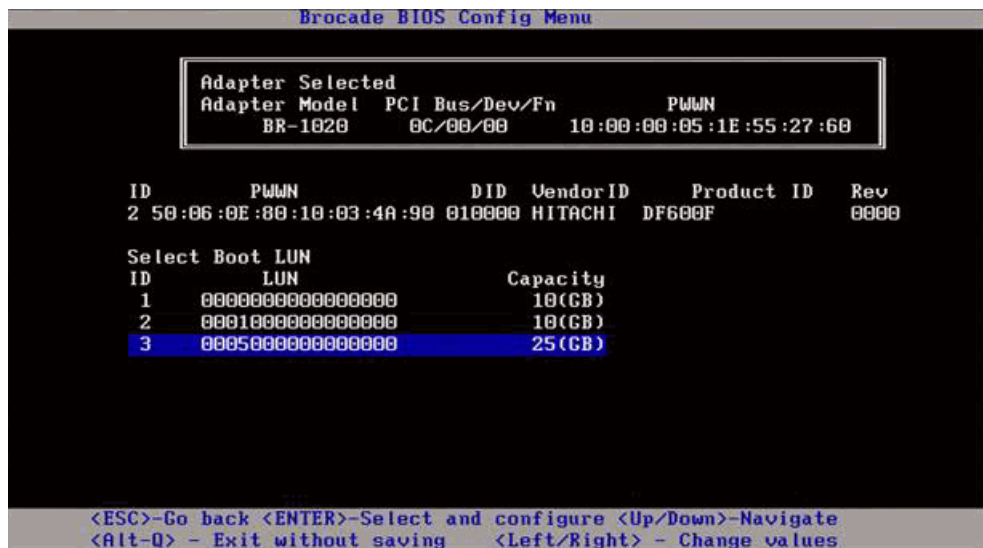 Brocade BIOS Config Menu
Adapter Selected
Adapter Model PCI Bus/Dev/Fn PWWN
BR-1020 0C/00/00 10:00:00:05:1E:55:27:60
ID PWWN DID VendorID Product ID Rev
2 50:06:0E:80:10:03:4A:90 010000 HITACHI DF600F 0000
Select Boot LUN
ID LUN Capacity
1 0000000000000000 10(GB)
2 0001000000000000 10(GB)
3 0005000000000000 25(GB)
<ESC>-Go back <ENTER>-Select and configure <Up/Down>-Navigate
<Alt-Q> - Exit without saving <Left/Right> - Change values